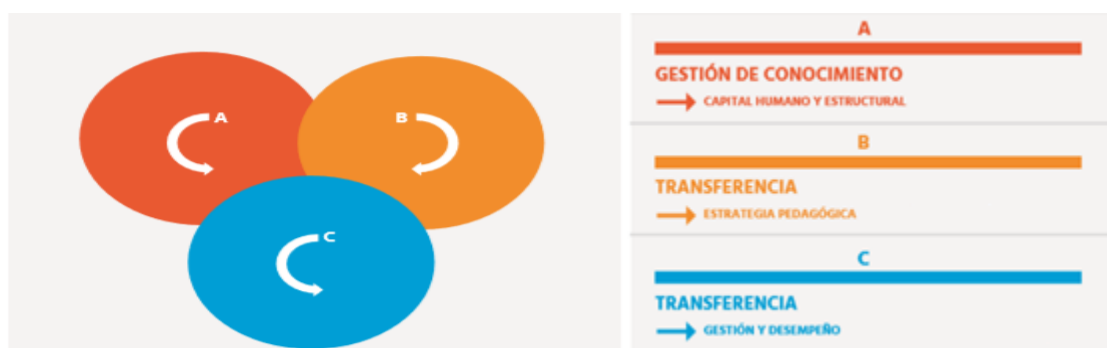 A
B
C
A
GESTIÓN DE CONOCIMIENTO
CAPITAL HUMANO Y ESTRUCTURAL
B
TRANSFERENCIA
ESTRATEGIA PEDAGÓGICA
C
TRANSFERENCIA
GESTIÓN Y DESEMPEÑO